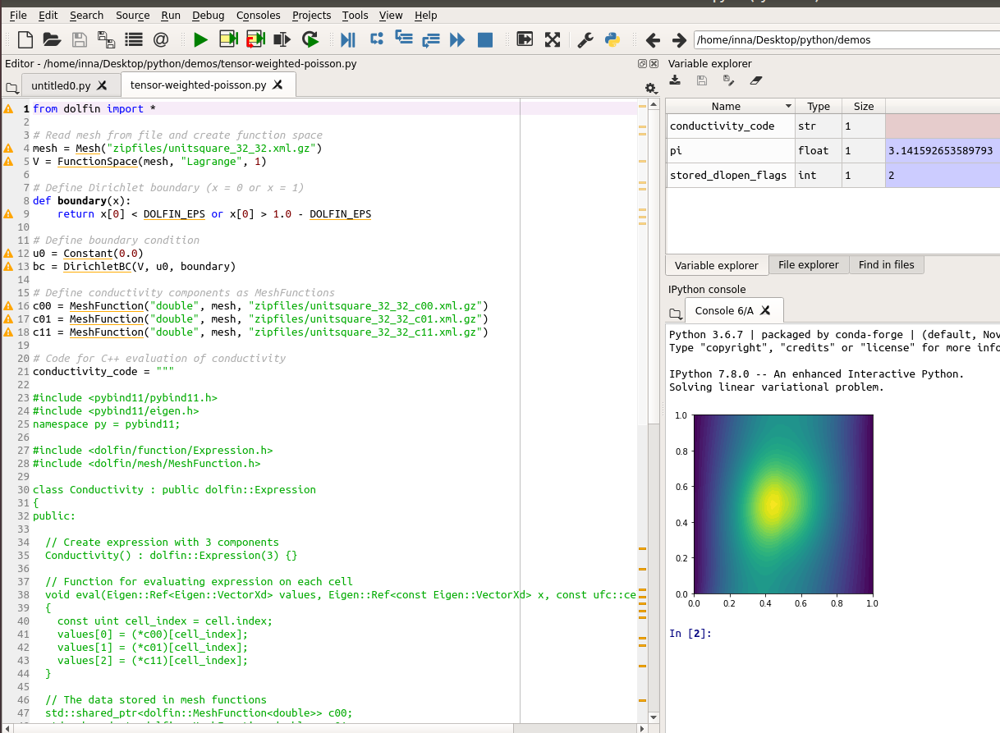 File Edit Search Source Run Debug Consoles Projects Tools View Help
/home/inna/Desktop/python/demos
Editor - /home/inna/Desktop/python/demos/tensor-weighted-poisson.py
untitled0.py
tensor-weighted-poisson.py
1 from dolfin import *
2
3 # Read mesh from file and create function space
4 mesh = Mesh("zipfiles/unitsquare_32_32.xml.gz")
5 V = FunctionSpace(mesh, "Lagrange", 1)
6
7 # Define Dirichlet boundary (x = 0 or x = 1)
8 def boundary(x):
9     return x[0] < DOLFIN_EPS or x[0] > 1.0 - DOLFIN_EPS
10
11 # Define boundary condition
12 u0 = Constant(0.0)
13 bc = DirichletBC(V, u0, boundary)
14
15 # Define conductivity components as MeshFunctions
16 c00 = MeshFunction("double", mesh, "zipfiles/unitsquare_32_32_c00.xml.gz")
17 c01 = MeshFunction("double", mesh, "zipfiles/unitsquare_32_32_c01.xml.gz")
18 c11 = MeshFunction("double", mesh, "zipfiles/unitsquare_32_32_c11.xml.gz")
19
20 # Code for C++ evaluation of conductivity
21 conductivity_code = """
22
23 #include <pybind11/pybind11.h>
24 #include <pybind11/eigen.h>
25 namespace py = pybind11;
26
27 #include <dolfin/function/Expression.h>
28 #include <dolfin/mesh/MeshFunction.h>
29
30 class Conductivity : public dolfin::Expression
31 {
32 public:
33
34   // Create expression with 3 components
35   Conductivity() : dolfin::Expression(3) {}
36
37   // Function for evaluating expression on each cell
38   void eval(Eigen::Ref<Eigen::VectorXd> values, Eigen::Ref<const Eigen::VectorXd> x, const ufc::ce
39   {
40     const uint cell_index = cell.index;
41     values[0] = (*c00)[cell_index];
42     values[1] = (*c01)[cell_index];
43     values[2] = (*c11)[cell_index];
44   }
45
46   // The data stored in mesh functions
47   std::shared_ptr<dolfin::MeshFunction<double>> c00;
Variable explorer
Name Type Size
conductivity_code str 1
pi float 1 3.141592653589793
stored_dlopen_flags int 1 2
Variable explorer File explorer Find in files
IPython console
Console 6/A
Python 3.6.7 | packaged by conda-forge | (default, Nov
Type "copyright", "credits" or "license" for more info
IPython 7.8.0 -- An enhanced Interactive Python.
Solving linear variational problem.
1.0
0.8
0.6
0.4
0.2
0.0
0.0 0.2 0.4 0.6 0.8 1.0
In [2]: